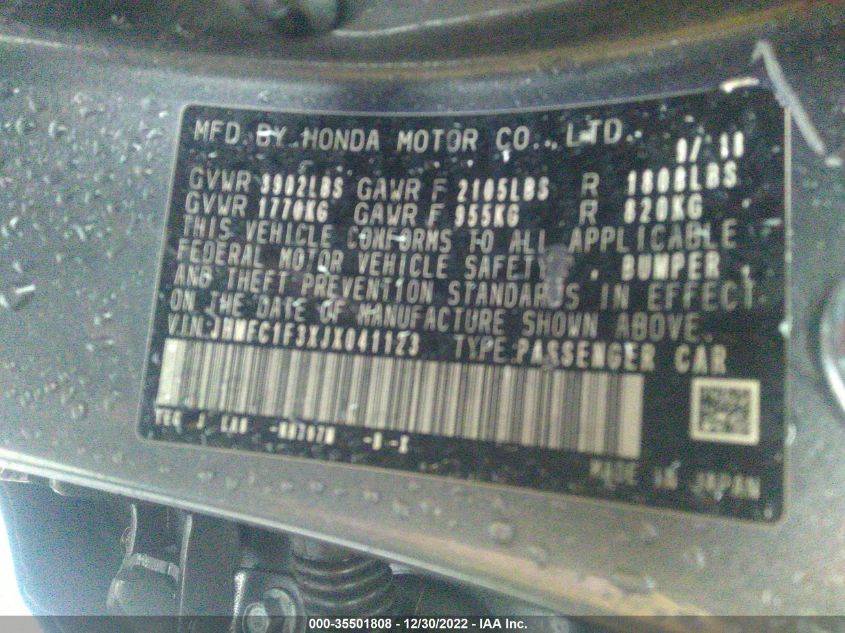 MFD. BY HONDA MOTOR CO., LTD.
GVWR 3902LBS GAWR F 2105LBS R 1808LBS
GVWR 1770KG GAWR F 955KG R 820KG
THIS VEHICLE CONFORMS TO ALL APPLICABLE
FEDERAL MOTOR VEHICLE SAFETY , BUMPER ,
AND THEFT PREVENTION STANDARDS IN EFFECT
ON THE DATE OF MANUFACTURE SHOWN ABOVE.
VIN:JHMFC1F3XJX041123 TYPE:PASSENGER CAR
MADE IN JAPAN
000-35501808 - 12/30/2022 - IAA Inc.